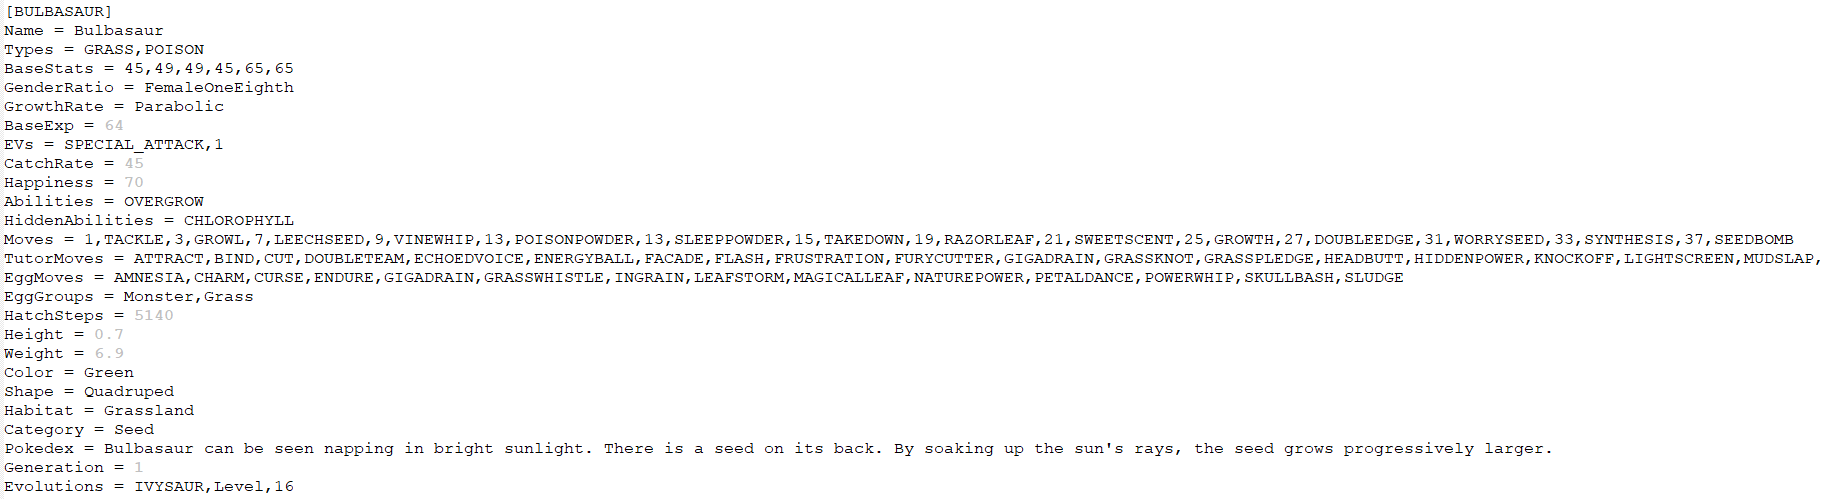 [BULBASAUR]
Name = Bulbasaur
Types = GRASS,POISON
BaseStats = 45,49,49,45,65,65
GenderRatio = FemaleOneEighth
GrowthRate = Parabolic
BaseExp = 64
EVs = SPECIAL_ATTACK,1
CatchRate = 45
Happiness = 70
Abilities = OVERGROW
HiddenAbilities = CHLOROPHYLL
Moves = 1,TACKLE,3,GROWL,7,LEECHSEED,9,VINEWHIP,13,POISONPOWDER,13,SLEEPPOWDER,15,TAKEDOWN,19,RAZORLEAF,21,SWEETSCENT,25,GROWTH,27,DOUBLEEDGE,31,WORRYSEED,33,SYNTHESIS,37,SEEDBOMB
TutorMoves = ATTRACT,BIND,CUT,DOUBLETEAM,ECHOEDVOICE,ENERGYBALL,FACADE,FLASH,FRUSTRATION,FURYCUTTER,GIGADRAIN,GRASSKNOT,GRASSPLEDGE,HEADBUTT,HIDDENPOWER,KNOCKOFF,LIGHTSCREEN,MUDSLAP,
EggMoves = AMNESIA,CHARM,CURSE,ENDURE,GIGADRAIN,GRASSWHISTLE,INGRAIN,LEAFSTORM,MAGICALLEAF,NATUREPOWER,PETALDANCE,POWERWHIP,SKULLBASH,SLUDGE
EggGroups = Monster,Grass
HatchSteps = 5140
Height = 0.7
Weight = 6.9
Color = Green
Shape = Quadruped
Habitat = Grassland
Category = Seed
Pokedex = Bulbasaur can be seen napping in bright sunlight. There is a seed on its back. By soaking up the sun's rays, the seed grows progressively larger.
Generation = 1
Evolutions = IVYSAUR,Level,16